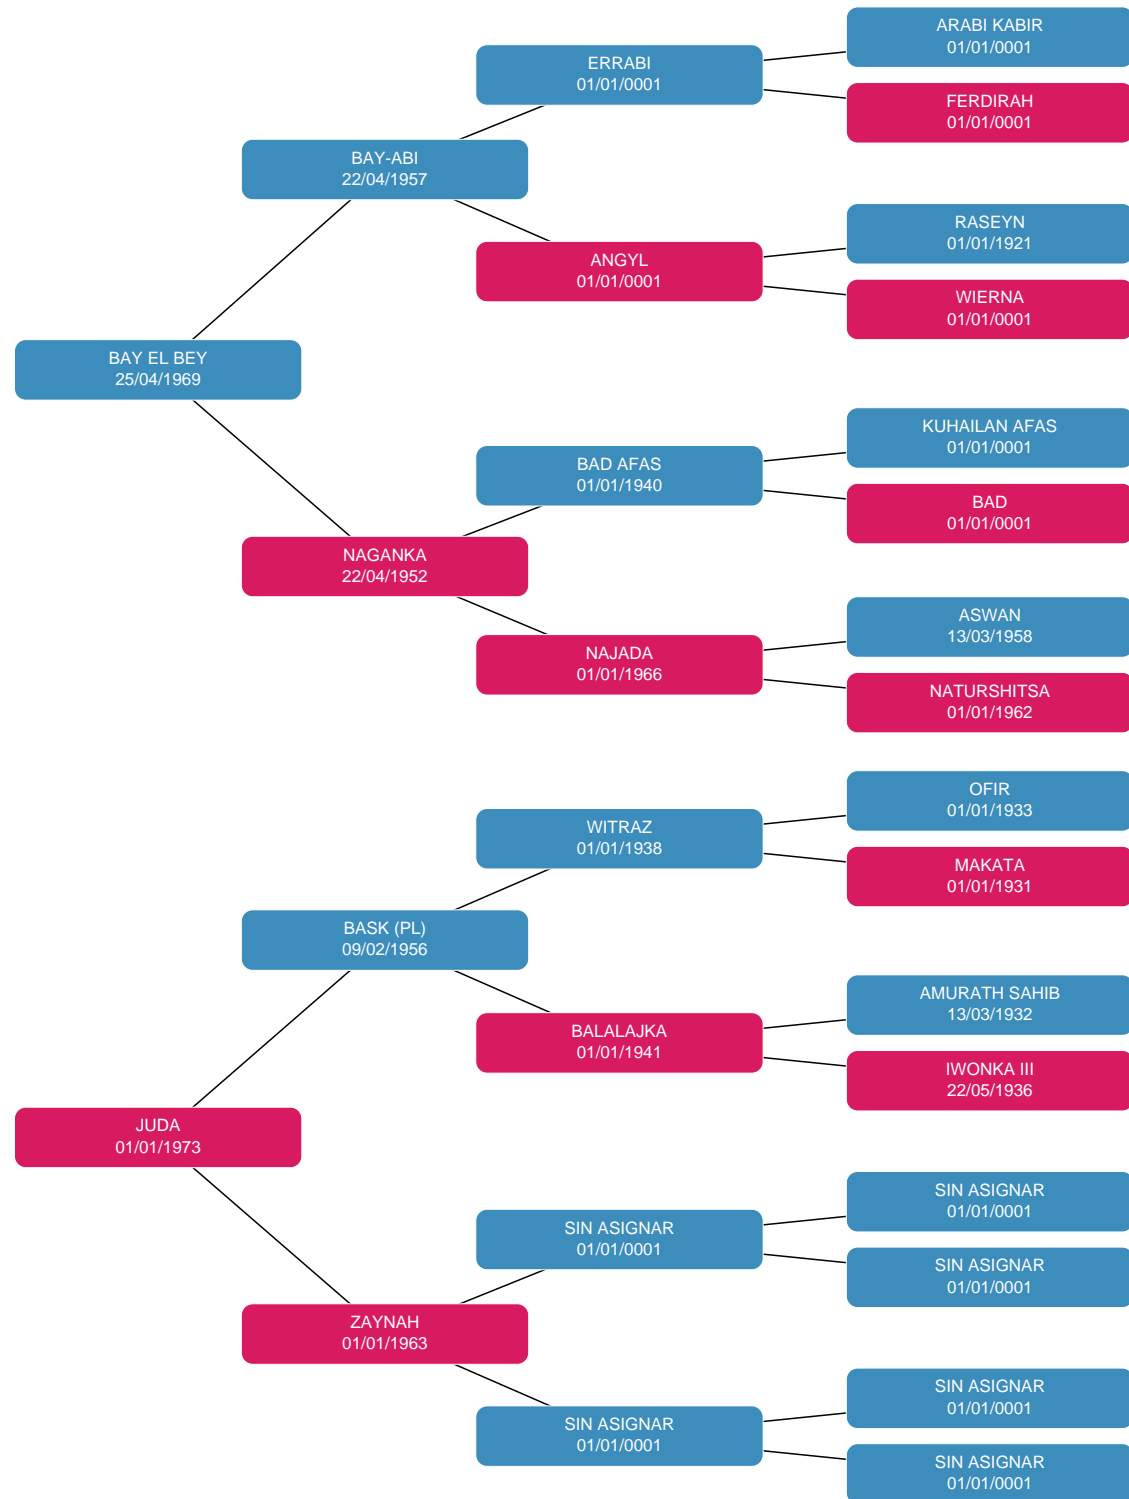 ARABI KABIR
01/01/0001
ERRABI
01/01/0001
FERDIRAH
01/01/0001
BAY-ABI
22/04/1957
RASEYN
01/01/1921
ANGYL
01/01/0001
WIERNA
01/01/0001
BAY EL BEY
25/04/1969
KUHAILAN AFAS
01/01/0001
BAD AFAS
01/01/1940
BAD
01/01/0001
NAGANKA
22/04/1952
ASWAN
13/03/1958
NAJADA
01/01/1966
NATURSHITSA
01/01/1962
OFIR
01/01/1933
WITRAZ
01/01/1938
MAKATA
01/01/1931
BASK (PL)
09/02/1956
AMURATH SAHIB
13/03/1932
BALALAJKA
01/01/1941
IWONKA III
22/05/1936
JUDA
01/01/1973
SIN ASIGNAR
01/01/0001
SIN ASIGNAR
01/01/0001
SIN ASIGNAR
01/01/0001
ZAYNAH
01/01/1963
SIN ASIGNAR
01/01/0001
SIN ASIGNAR
01/01/0001
SIN ASIGNAR
01/01/0001